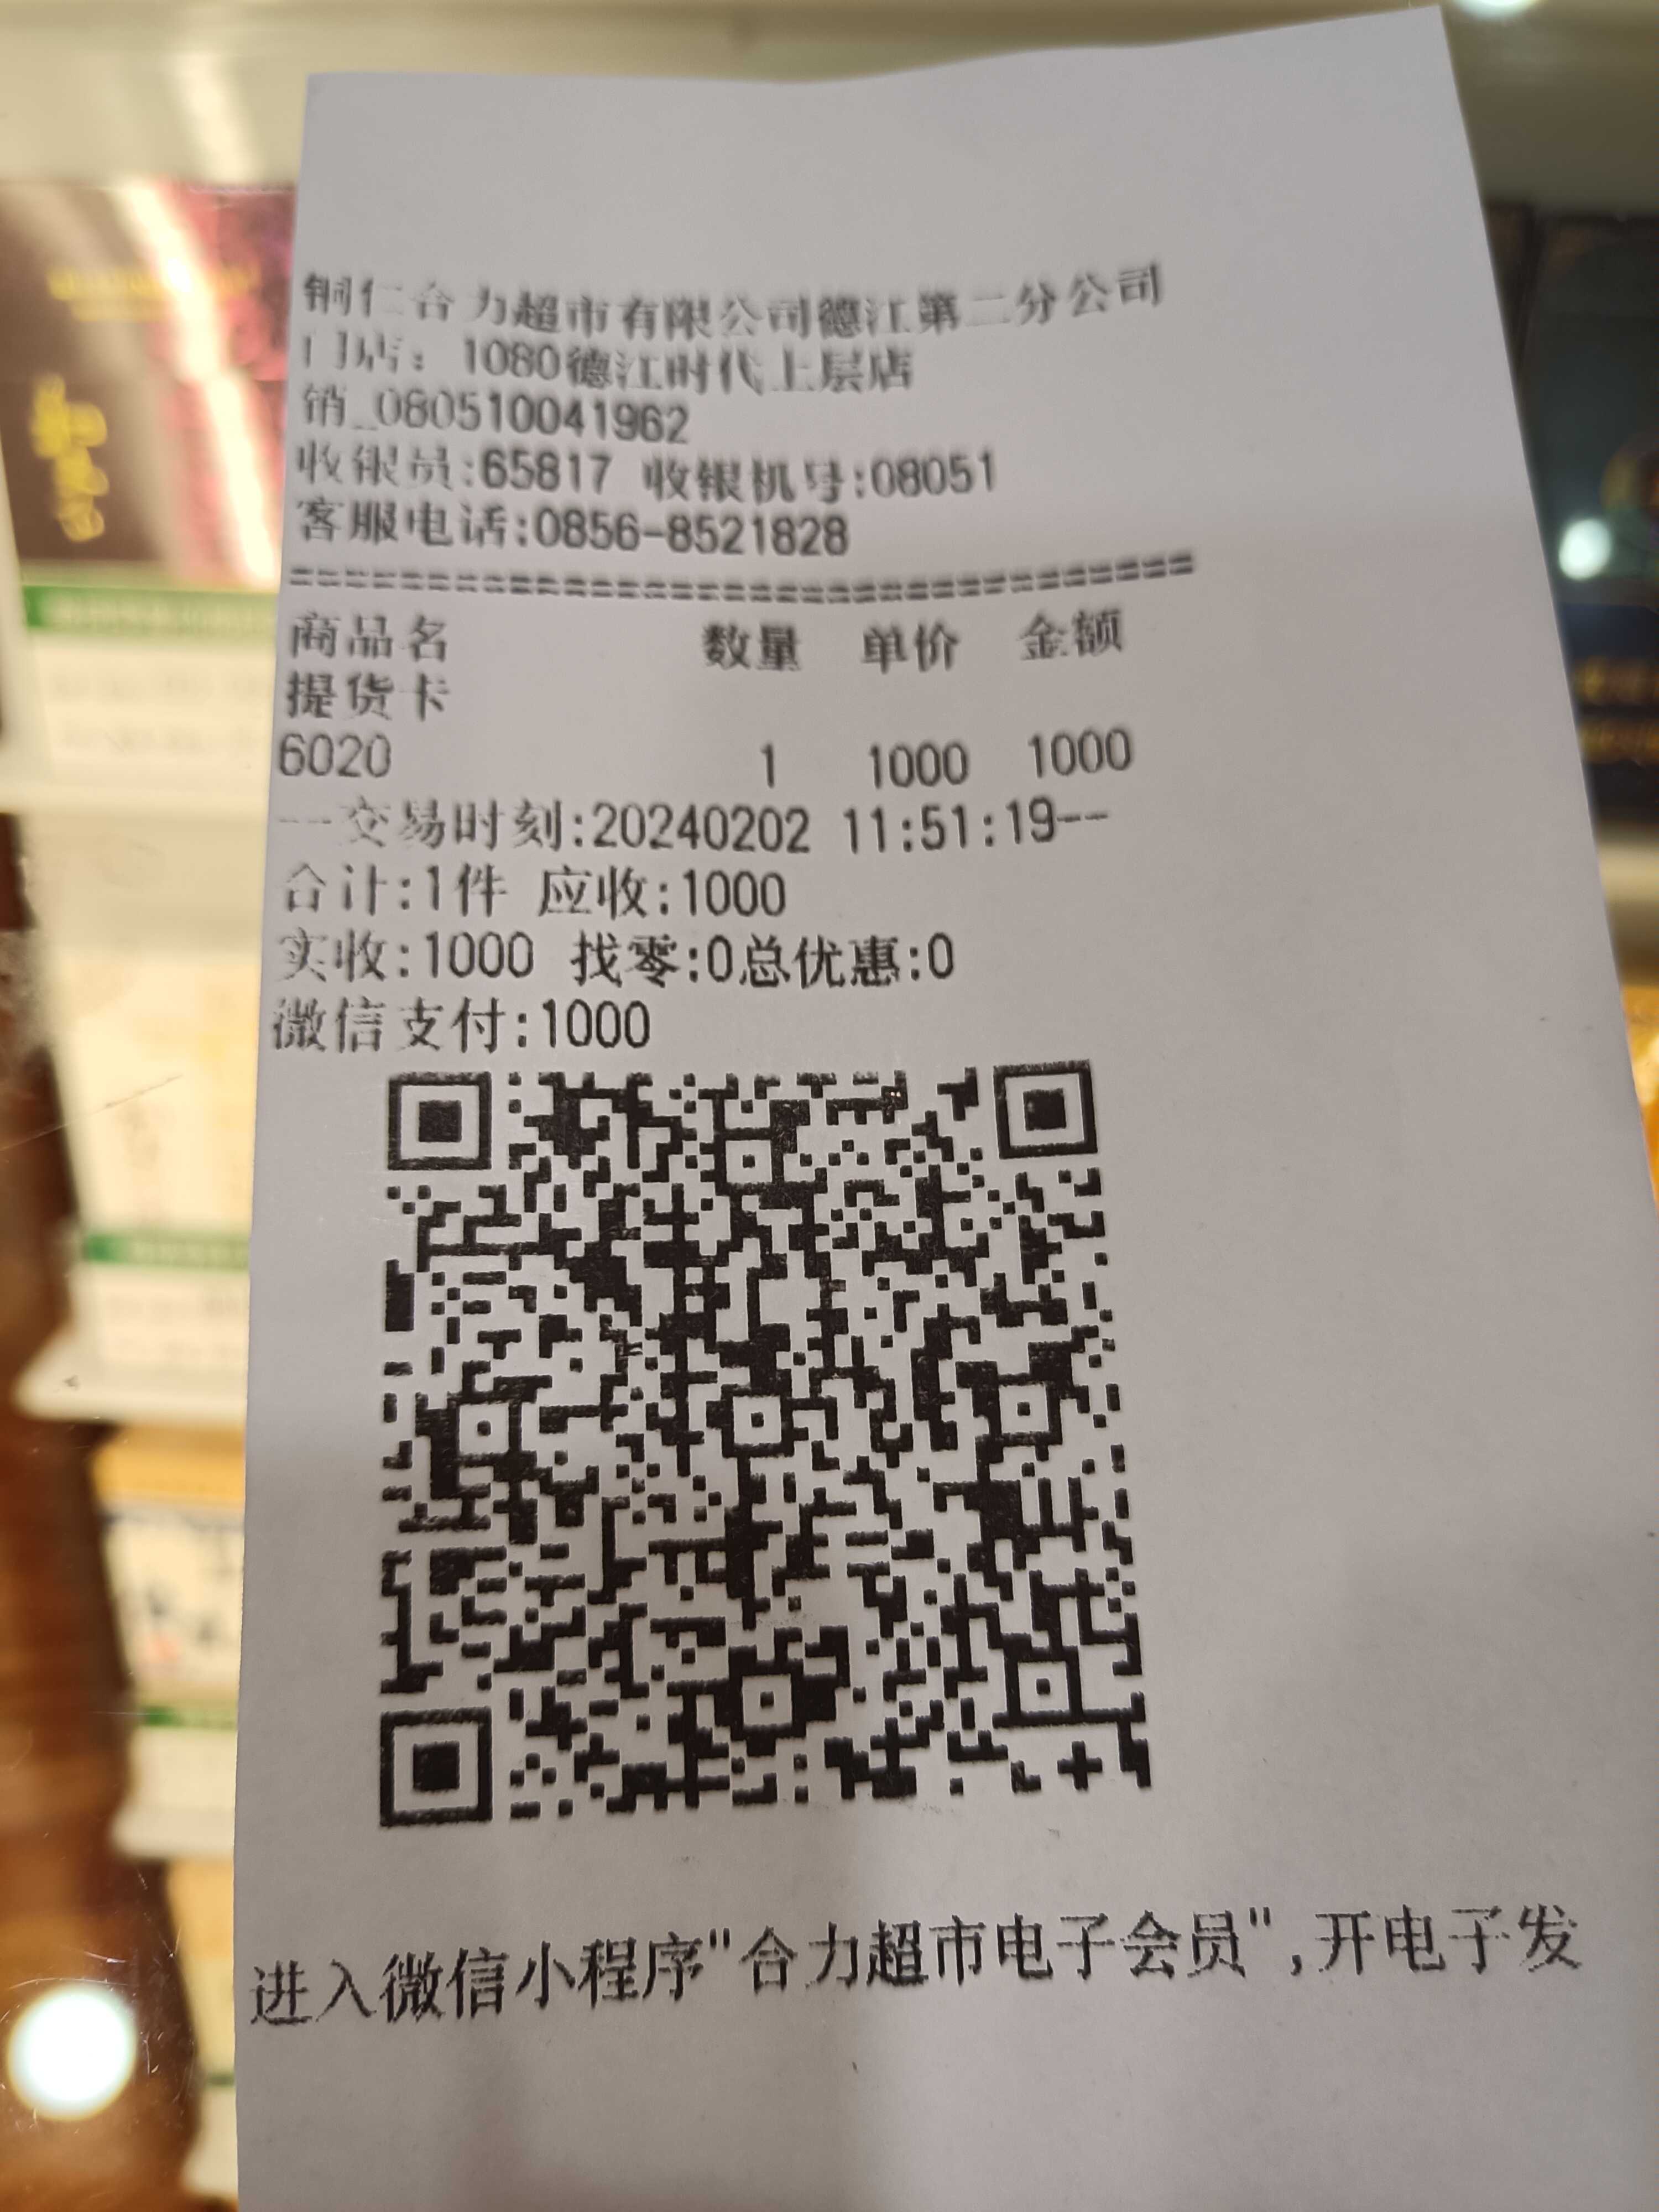 铜仁合力超市有限公司德江第二分公司
门店：1080德江时代上层店
销_080510041962
收银员:65817 收银机号:08051
客服电话:0856-8521828
==================================
商品名 数量 单价 金额
提货卡
6020 1 1000 1000
--交易时刻:20240202 11:51:19--
合计:1件 应收:1000
实收:1000 找零:0总优惠:0
微信支付:1000
进入微信小程序"合力超市电子会员",开电子发